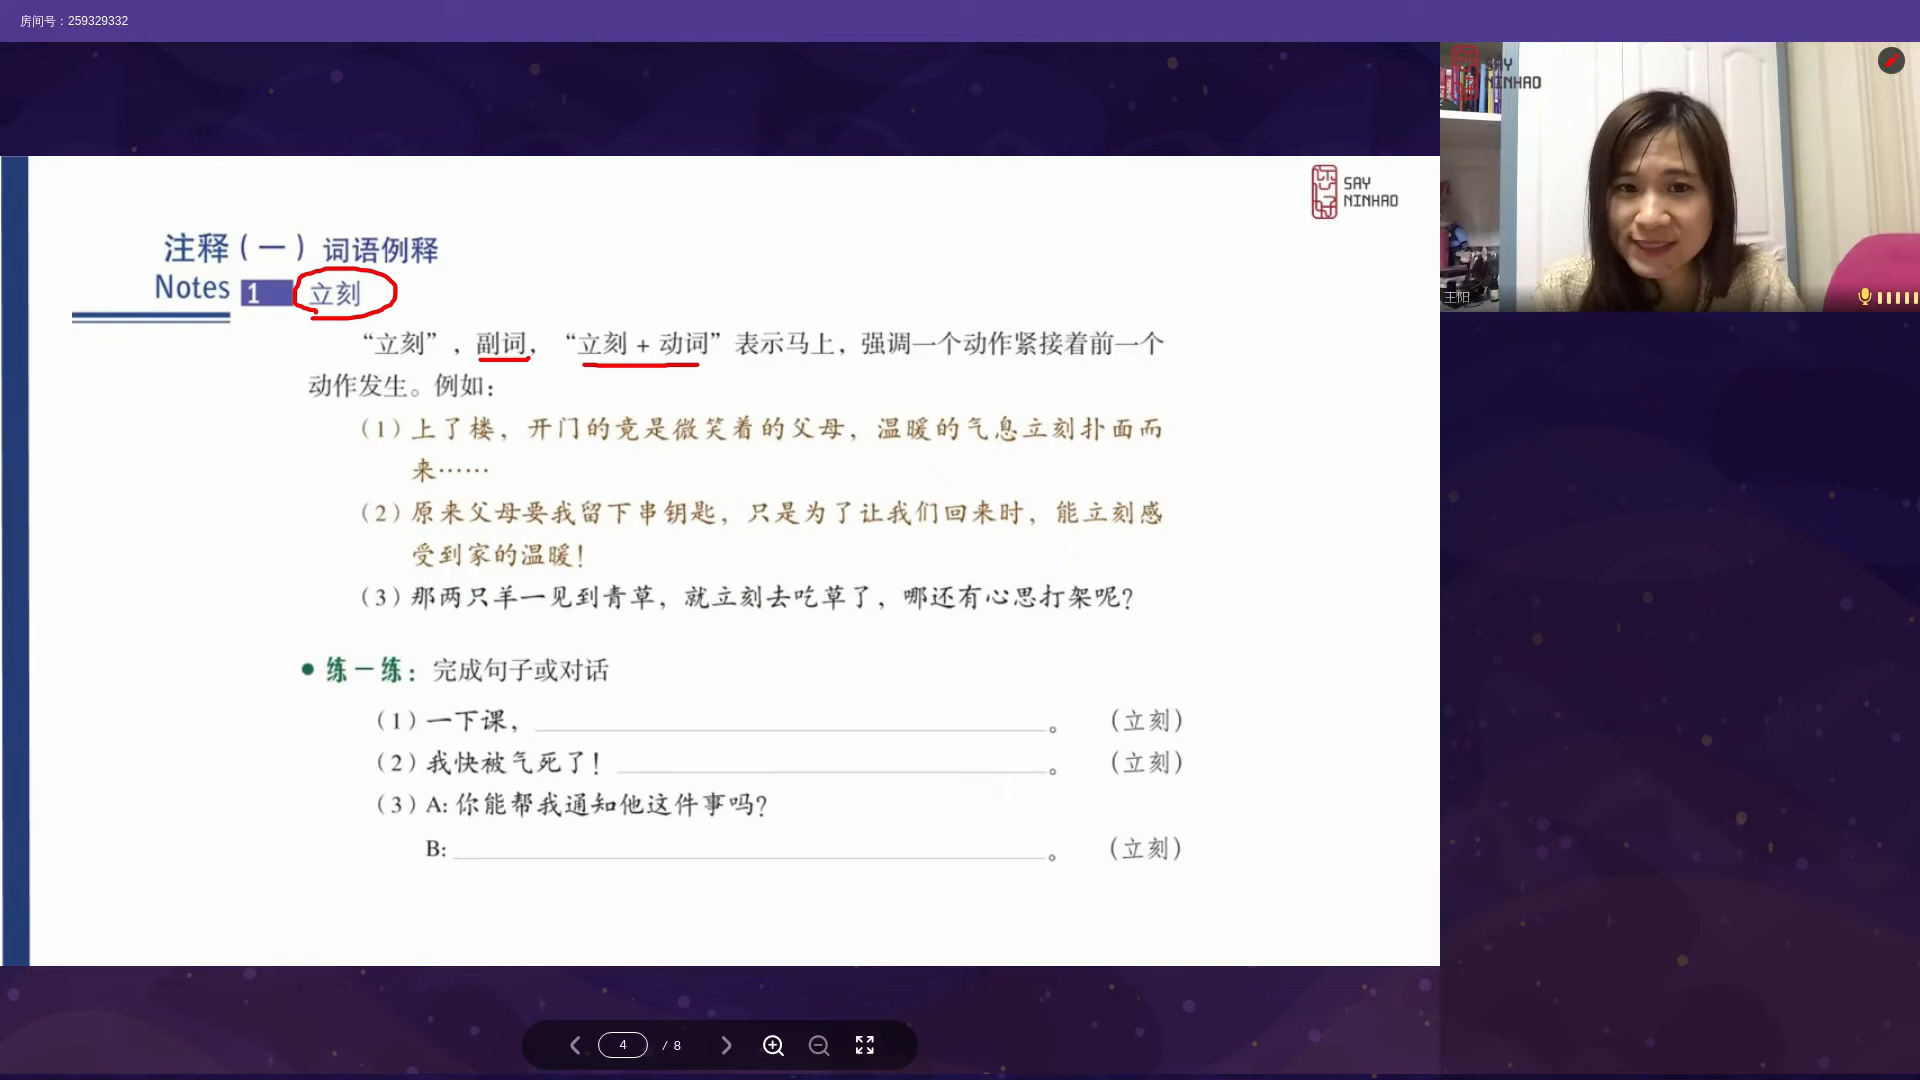 房间号：259329332
SAY
NINHAO
王阳
SAY
NINHAO
注释（一）词语例释
Notes 1 立刻
“立刻”，副词，“立刻 + 动词”表示马上，强调一个动作紧接着前一个
动作发生。例如：
（1）上了楼，开门的竟是微笑着的父母，温暖的气息立刻扑面而
来……
（2）原来父母要我留下串钥匙，只是为了让我们回来时，能立刻感
受到家的温暖！
（3）那两只羊一见到青草，就立刻去吃草了，哪还有心思打架呢？
● 练一练：完成句子或对话
（1）一下课，____。（立刻）
（2）我快被气死了！____。（立刻）
（3）A: 你能帮我通知他这件事吗？
B: ____。（立刻）
4 / 8